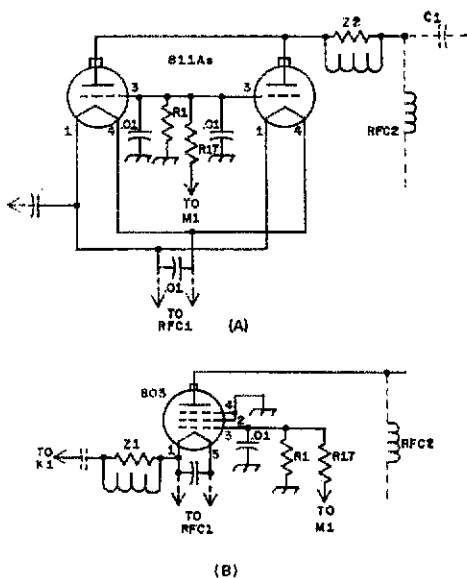 Z2
C1
811As
3
3
.01
R1
.01
1
4
R17
1
4
RFC2
TO
M1
.01
TO
RFC1
(A)
803
4
2
3
.01
TO
K1
Z1
1
5
R1
R17
RFC2
TO
RFC1
TO
M1
(B)